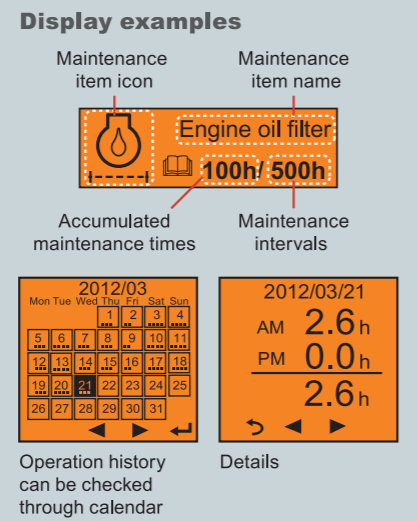 Display examples
Maintenance
item icon
Maintenance
item name
Engine oil filter
100h/ 500h
Accumulated
maintenance times
Maintenance
intervals
2012/03
Mon Tue Wed Thu Fri Sat Sun
1 2 3 4
5 6 7 8 9 10 11
12 13 14 15 16 17 18
19 20 21 22 23 24 25
26 27 28 29 30 31
Operation history
can be checked
through calendar
2012/03/21
AM 2.6h
PM 0.0h
2.6h
Details